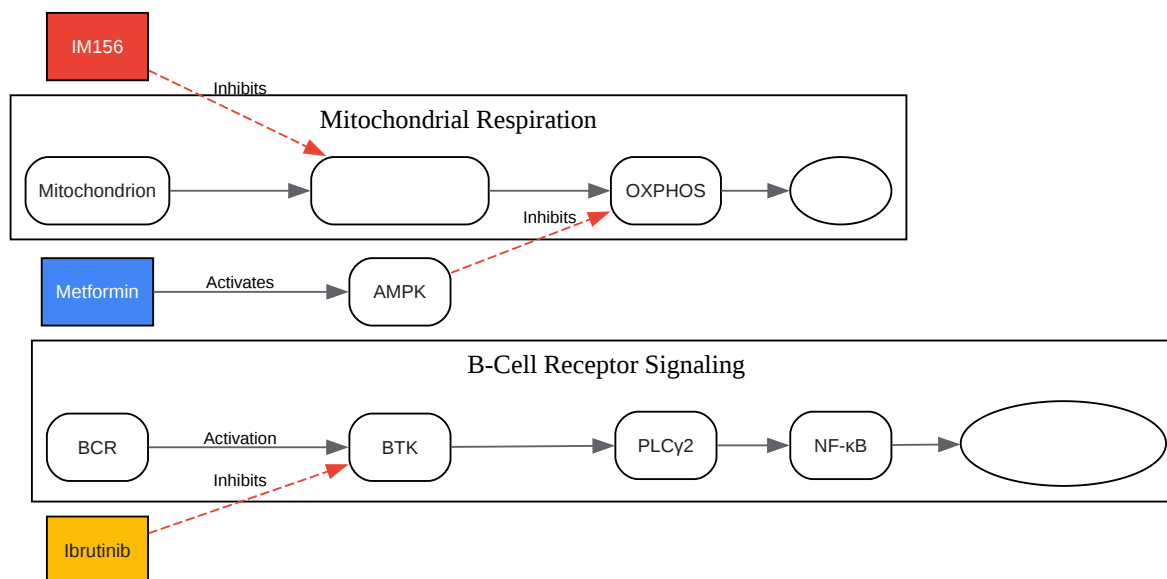 IM156
Inhibits
Mitochondrial Respiration
Mitochondrion
OXPHOS
Inhibits
Metformin
Activates
AMPK
B-Cell Receptor Signaling
BCR
Activation
BTK
PLCγ2
NF-κB
Inhibits
Ibrutinib